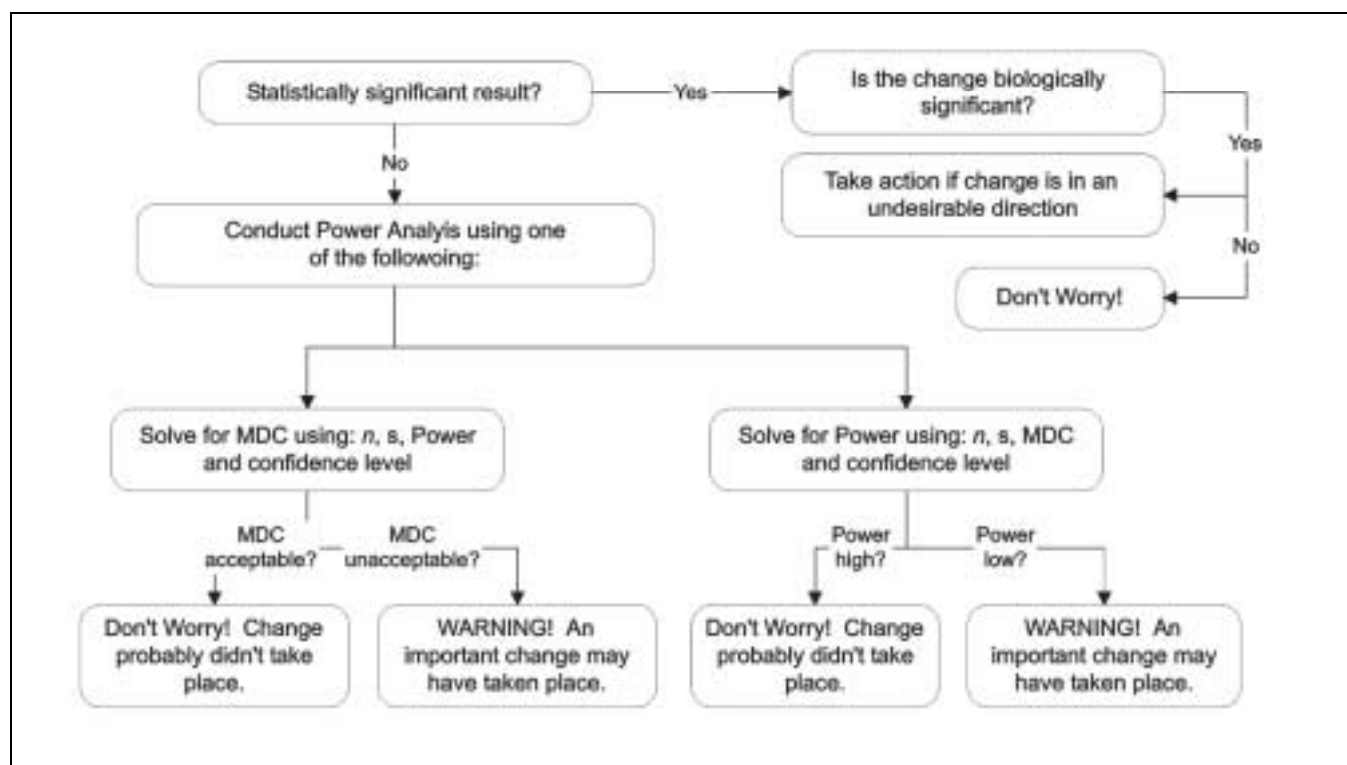 Statistically significant result?
Yes
Is the change biologically
significant?
Yes
No
Take action if change is in an
undesirable direction
Conduct Power Analyis using one
of the followoing:
No
Don't Worry!
Solve for MDC using: n, s, Power
and confidence level
Solve for Power using: n, s, MDC
and confidence level
MDC
acceptable?
MDC
unacceptable?
Power
high?
Power
low?
Don't Worry! Change
probably didn't take
place.
WARNING! An
important change may
have taken place.
Don't Worry! Change
probably didn't take
place.
WARNING! An
important change may
have taken place.